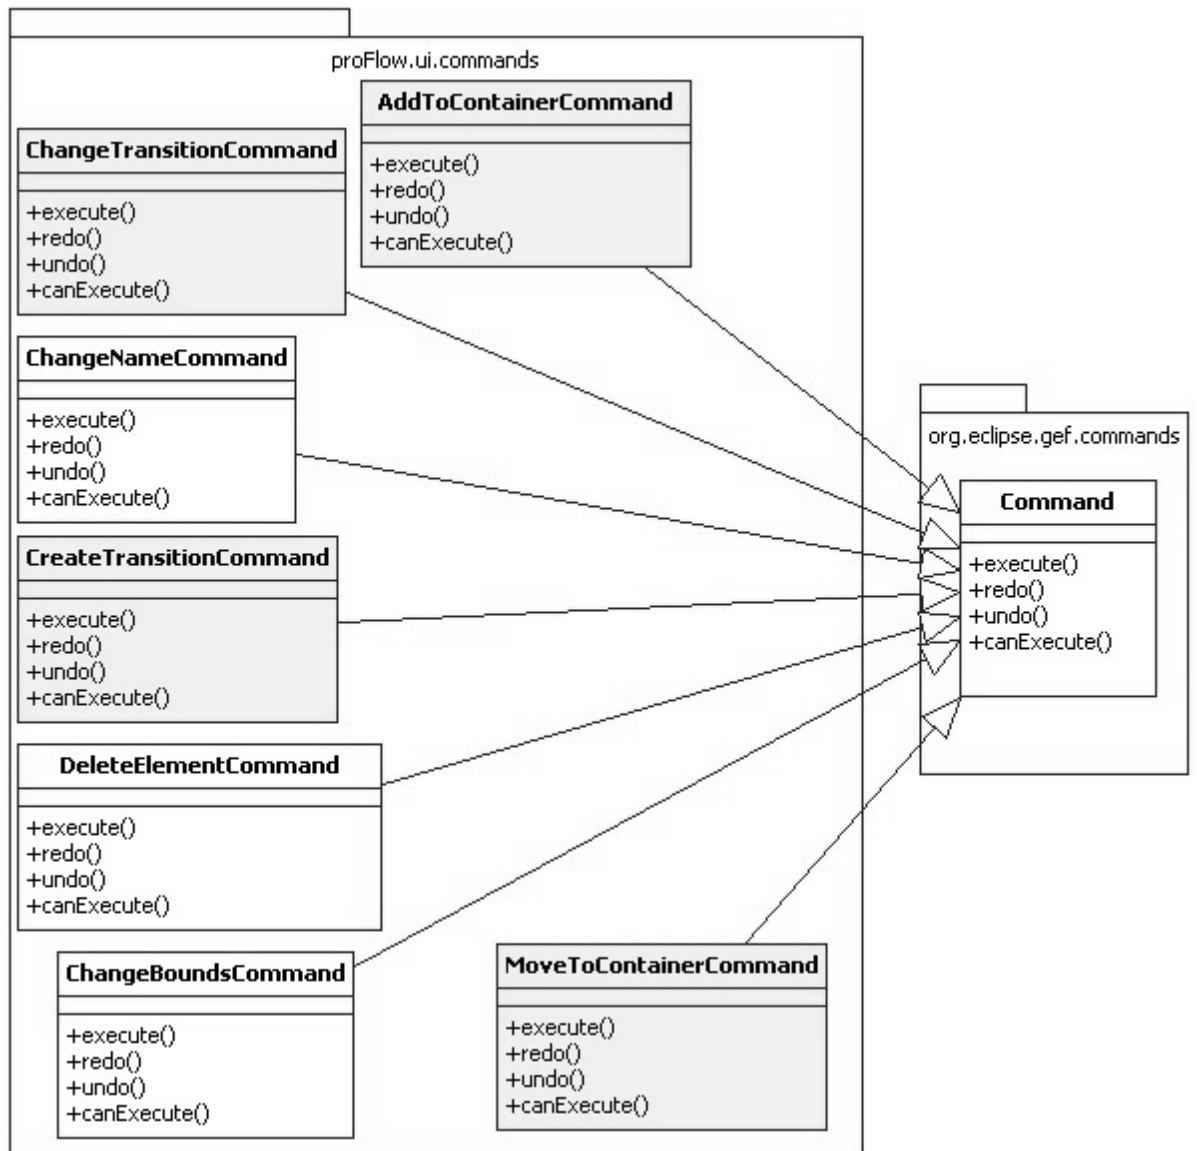 proFlow.ui.commands
AddToContainerCommand
+execute()
+redo()
+undo()
+canExecute()
ChangeTransitionCommand
+execute()
+redo()
+undo()
+canExecute()
ChangeNameCommand
+execute()
+redo()
+undo()
+canExecute()
CreateTransitionCommand
+execute()
+redo()
+undo()
+canExecute()
DeleteElementCommand
+execute()
+redo()
+undo()
+canExecute()
ChangeBoundsCommand
+execute()
+redo()
+undo()
+canExecute()
MoveToContainerCommand
+execute()
+redo()
+undo()
+canExecute()
org.eclipse.gef.commands
Command
+execute()
+redo()
+undo()
+canExecute()